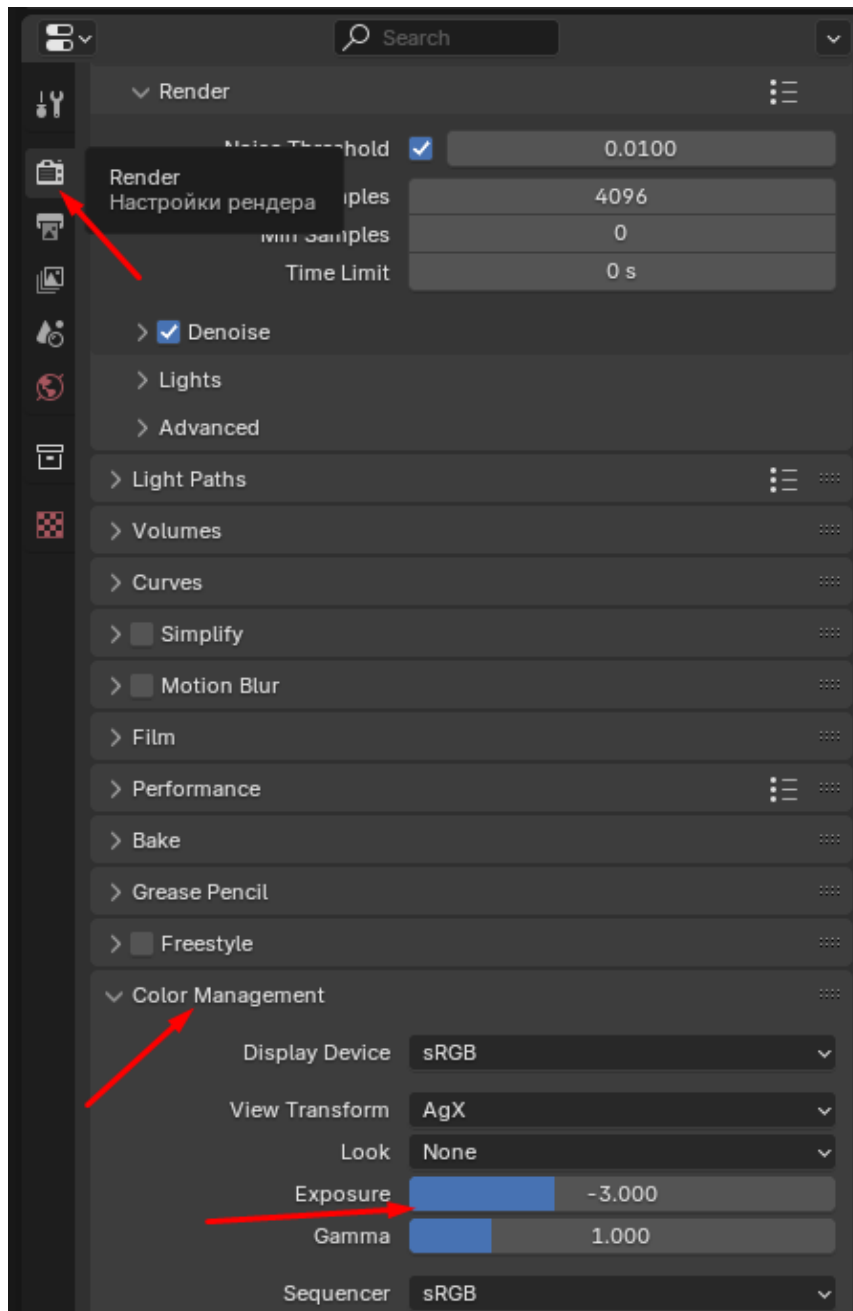 Search
Render
Noise Threshold 0.0100
Render
Настройки рендера
mples 4096
Min Samples 0
Time Limit 0 s
Denoise
Lights
Advanced
Light Paths
Volumes
Curves
Simplify
Motion Blur
Film
Performance
Bake
Grease Pencil
Freestyle
Color Management
Display Device sRGB
View Transform AgX
Look None
Exposure -3.000
Gamma 1.000
Sequencer sRGB